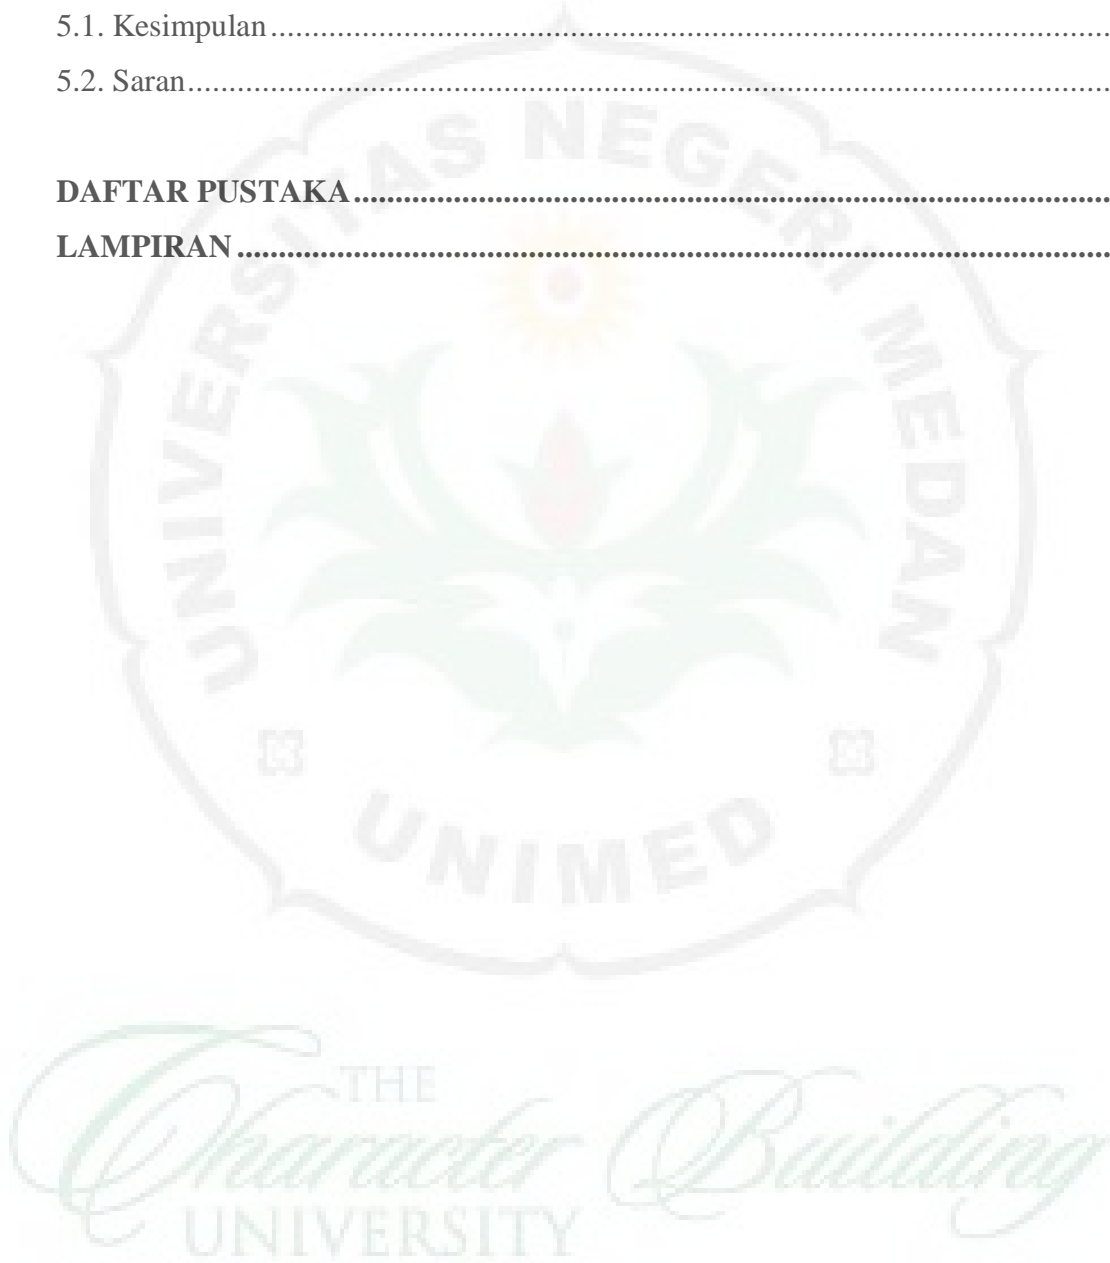 5.1. Kesimpulan........................................................................................................
5.2. Saran..................................................................................................................
DAFTAR PUSTAKA............................................................................................
LAMPIRAN..........................................................................................................
UNIVERSITAS NEGERI MEDAN
UNIMED
THE
Character Building
UNIVERSITY